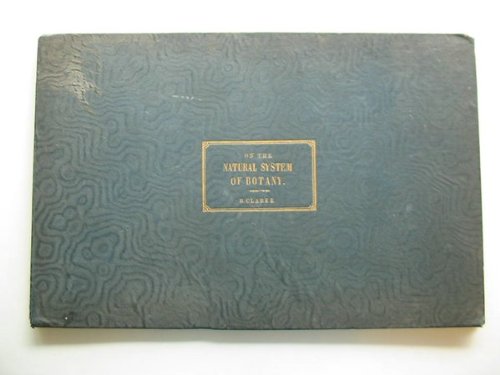 ON THE
NATURAL SYSTEM
OF BOTANY.
B. CLARKE